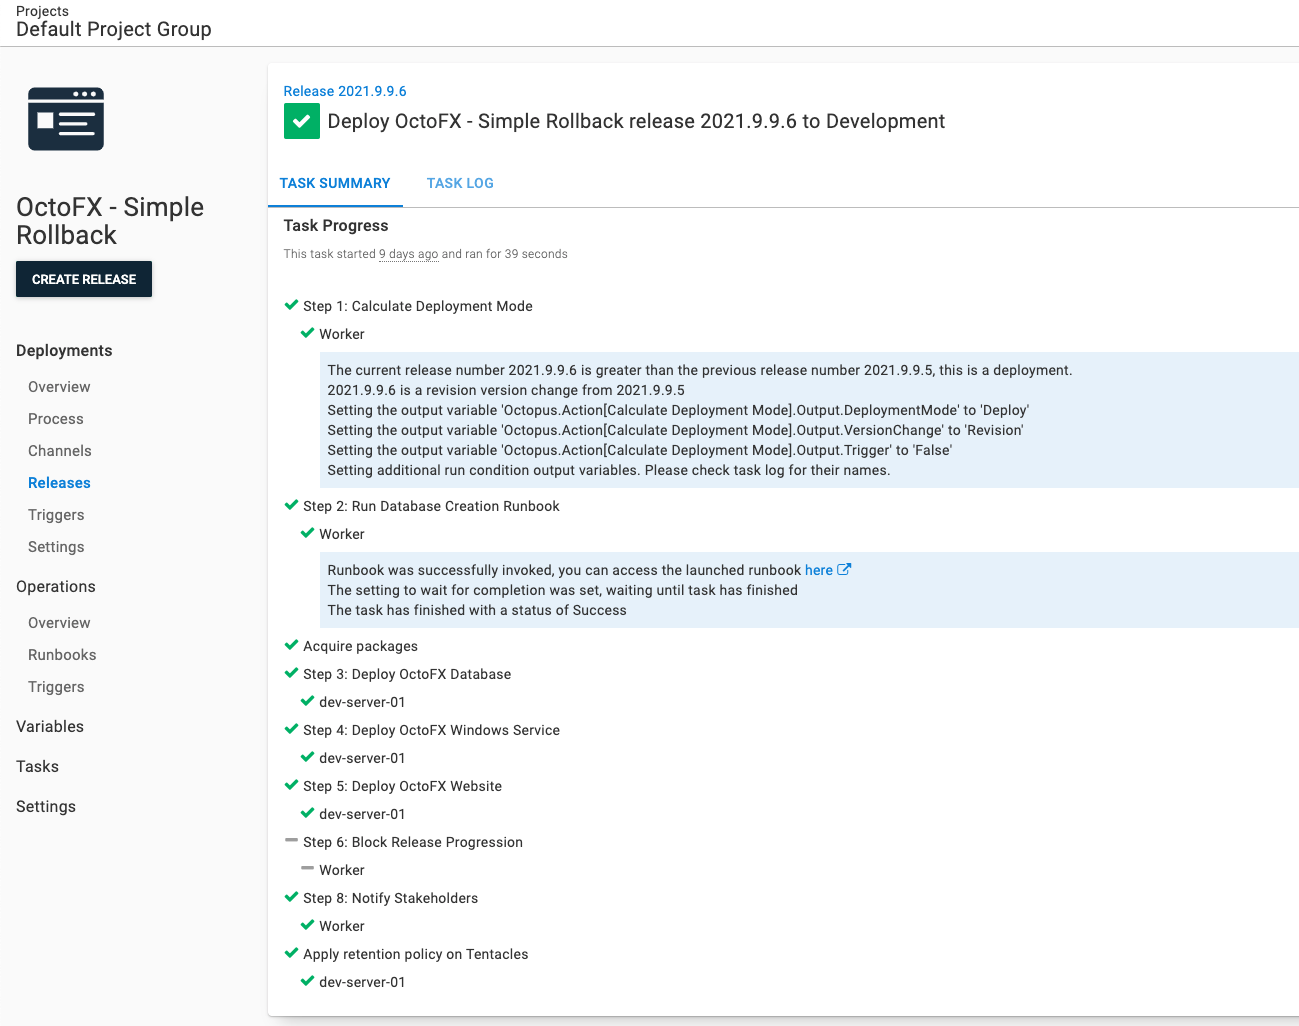 Projects
Default Project Group
OctoFX - Simple
Rollback
CREATE RELEASE
Deployments
Overview
Process
Channels
Releases
Triggers
Settings
Operations
Overview
Runbooks
Triggers
Variables
Tasks
Settings
Release 2021.9.9.6
Deploy OctoFX - Simple Rollback release 2021.9.9.6 to Development
TASK SUMMARY
TASK LOG
Task Progress
This task started 9 days ago and ran for 39 seconds
Step 1: Calculate Deployment Mode
Worker
The current release number 2021.9.9.6 is greater than the previous release number 2021.9.9.5, this is a deployment.
2021.9.9.6 is a revision version change from 2021.9.9.5
Setting the output variable 'Octopus.Action[Calculate Deployment Mode].Output.DeploymentMode' to 'Deploy'
Setting the output variable 'Octopus.Action[Calculate Deployment Mode].Output.VersionChange' to 'Revision'
Setting the output variable 'Octopus.Action[Calculate Deployment Mode].Output.Trigger' to 'False'
Setting additional run condition output variables. Please check task log for their names.
Step 2: Run Database Creation Runbook
Worker
Runbook was successfully invoked, you can access the launched runbook here
The setting to wait for completion was set, waiting until task has finished
The task has finished with a status of Success
Acquire packages
Step 3: Deploy OctoFX Database
dev-server-01
Step 4: Deploy OctoFX Windows Service
dev-server-01
Step 5: Deploy OctoFX Website
dev-server-01
Step 6: Block Release Progression
Worker
Step 8: Notify Stakeholders
Worker
Apply retention policy on Tentacles
dev-server-01